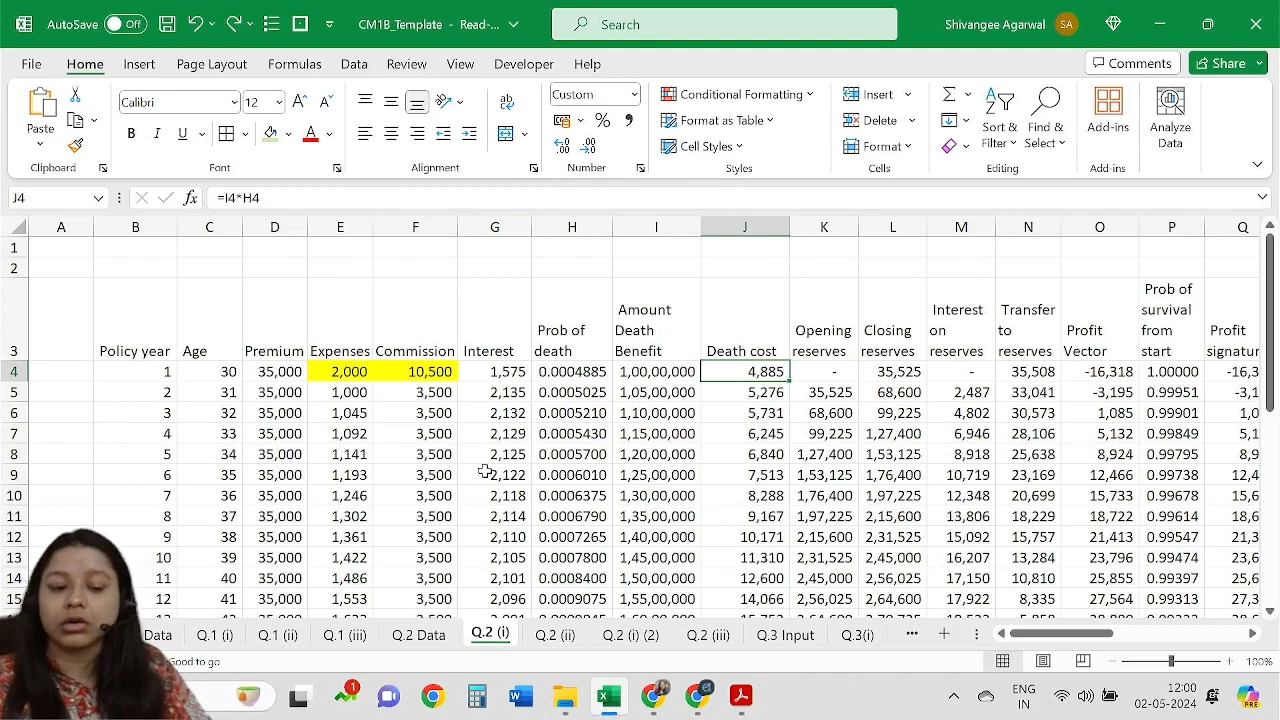 AutoSave Off CM1B_Template - Read-... Search Shivangee Agarwal SA
File Home Insert Page Layout Formulas Data Review View Developer Help Comments Share
Paste Calibri 12 Custom Conditional Formatting Insert
B I U Format as Table Delete Sort & Filter Find & Select Add-ins Analyze Data
Cell Styles Format
Clipboard Font Alignment Number Styles Cells Editing Add-ins
J4 fx =I4*H4
A B C D E F G H I J K L M N O P Q
1
2
3 Policy year Age Premium Expenses Commission Interest Prob of death Amount Death Benefit Death cost Opening reserves Closing reserves Interest on reserves Transfer to reserves Profit Vector Prob of survival from start Profit signatur
4 1 30 35,000 2,000 10,500 1,575 0.0004885 1,00,00,000 4,885 - 35,525 - 35,508 -16,318 1.00000 -16,3
5 2 31 35,000 1,000 3,500 2,135 0.0005025 1,05,00,000 5,276 35,525 68,600 2,487 33,041 -3,195 0.99951 -3,1
6 3 32 35,000 1,045 3,500 2,132 0.0005210 1,10,00,000 5,731 68,600 99,225 4,802 30,573 1,085 0.99902 1,0
7 4 33 35,000 1,092 3,500 2,129 0.0005430 1,15,00,000 6,245 99,225 1,27,400 6,946 28,106 5,132 0.99849 5,1
8 5 34 35,000 1,141 3,500 2,125 0.0005700 1,20,00,000 6,840 1,27,400 1,53,125 8,918 25,638 8,924 0.99795 8,9
9 6 35 35,000 1,193 3,500 2,122 0.0006010 1,25,00,000 7,513 1,53,125 1,76,400 10,719 23,169 12,466 0.99738 12,4
10 7 36 35,000 1,246 3,500 2,118 0.0006375 1,30,00,000 8,288 1,76,400 1,97,225 12,348 20,699 15,733 0.99678 15,6
11 8 37 35,000 1,302 3,500 2,114 0.0006790 1,35,00,000 9,167 1,97,225 2,15,600 13,806 18,229 18,722 0.99614 18,6
12 9 38 35,000 1,361 3,500 2,110 0.0007265 1,40,00,000 10,171 2,15,600 2,31,525 15,092 15,757 21,413 0.99547 21,3
13 10 39 35,000 1,422 3,500 2,105 0.0007800 1,45,00,000 11,310 2,31,525 2,45,000 16,207 13,284 23,796 0.99474 23,6
14 11 40 35,000 1,486 3,500 2,101 0.0008400 1,50,00,000 12,600 2,45,000 2,56,025 17,150 10,810 25,855 0.99397 25,6
15 12 41 35,000 1,553 3,500 2,096 0.0009075 1,55,00,000 14,066 2,56,025 2,64,600 17,922 8,335 27,564 0.99313 27,3
Data Q.1 (i) Q.1 (ii) Q.1 (iii) Q.2 Data Q.2 (i) Q.2 (ii) Q.2 (i) (2) Q.2 (iii) Q.3 Input Q.3(i)
Good to go 100%
1 ENG IN 12:00 02-05-2024 PRE